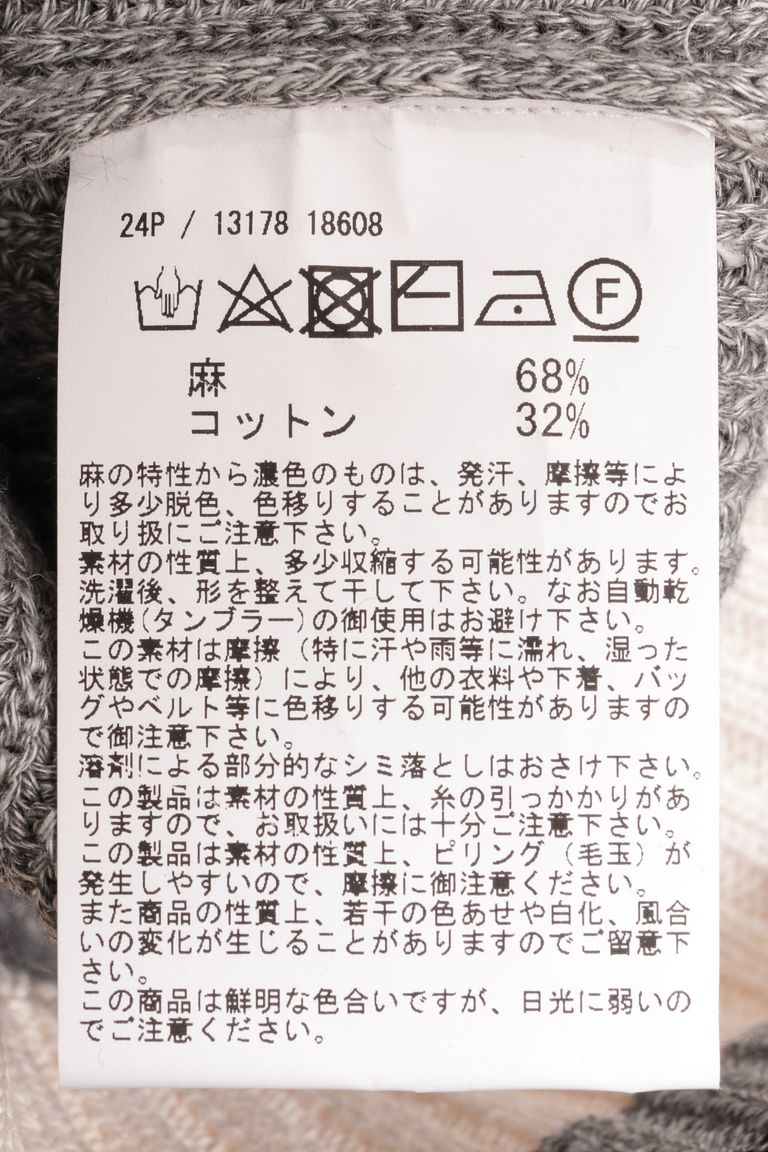 24P / 13178 18608
F
麻 68%
コットン 32%
麻の特性から濃色のものは、発汗、摩擦等によ
り多少脱色、色移りすることがありますのでお
取り扱にご注意下さい。
素材の性質上、多少収縮する可能性があります。
洗濯後、形を整えて干して下さい。なお自動乾
燥機(タンブラー)の御使用はお避け下さい。
この素材は摩擦（特に汗や雨等に濡れ、湿った
状態での摩擦）により、他の衣料や下着、バッ
グやベルト等に色移りする可能性がありますの
で御注意下さい。
溶剤による部分的なシミ落としはおさけ下さい。
この製品は素材の性質上、糸の引っかかりがあ
りますので、お取扱いには十分ご注意下さい。
この製品は素材の性質上、ピリング（毛玉）が
発生しやすいので、摩擦に御注意ください。
また商品の性質上、若干の色あせや白化、風合
いの変化が生じることがありますのでご留意下
さい。
この商品は鮮明な色合いですが、日光に弱いの
でご注意ください。